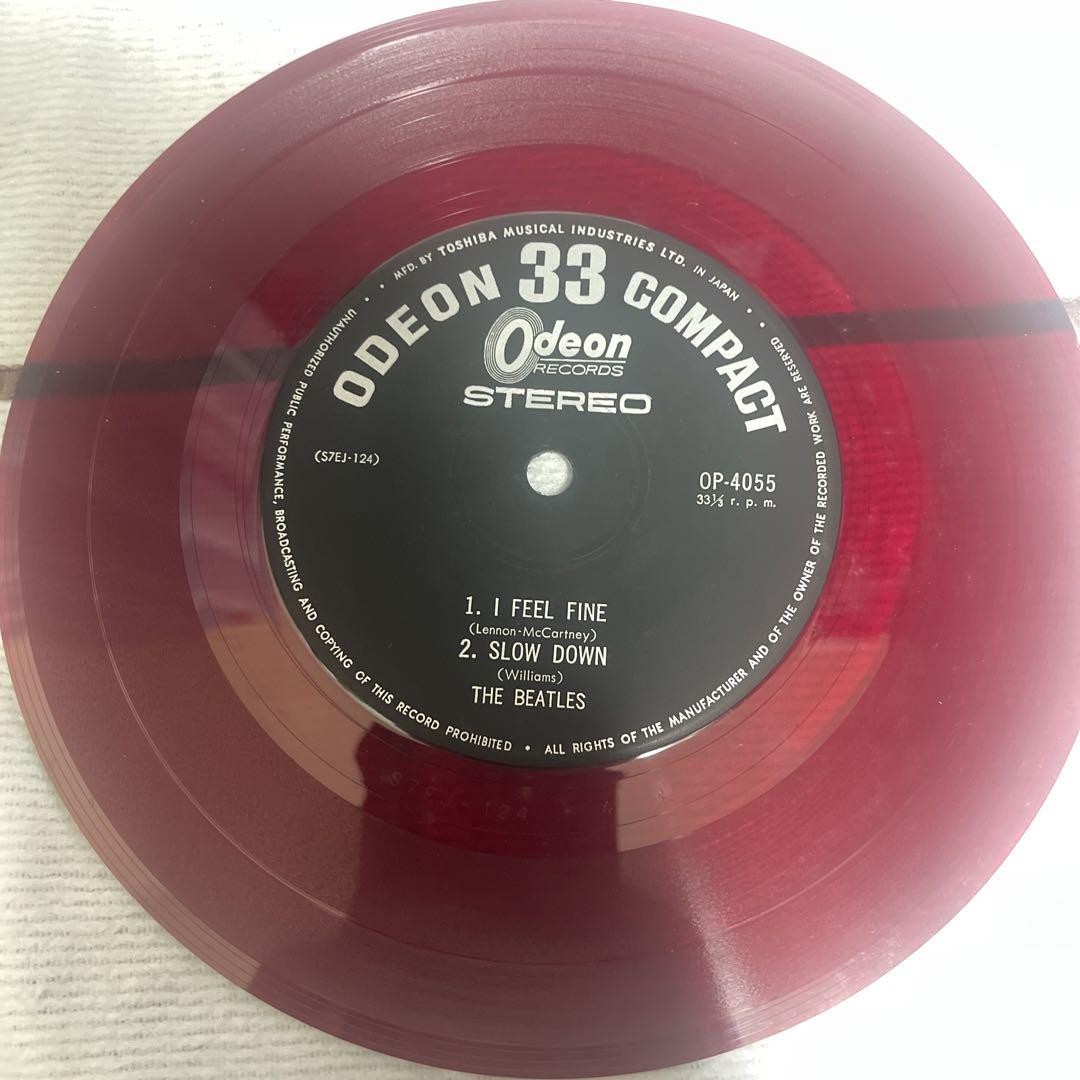 UNAUTHORIZED PUBLIC PERFORMANCE, BROADCASTING AND COPYING OF THIS RECORD PROHIBITED • ALL RIGHTS OF THE MANUFACTURER AND OF THE OWNER OF THE RECORDED WORK ARE RESERVED
MFD. BY TOSHIBA MUSICAL INDUSTRIES LTD. IN JAPAN
ODEON 33 COMPACT
Odeon
RECORDS
STEREO
(S7EJ-124)
OP-4055
33⅓ r. p. m.
1. I FEEL FINE
(Lennon-McCartney)
2. SLOW DOWN
(Williams)
THE BEATLES
S7EJ-124